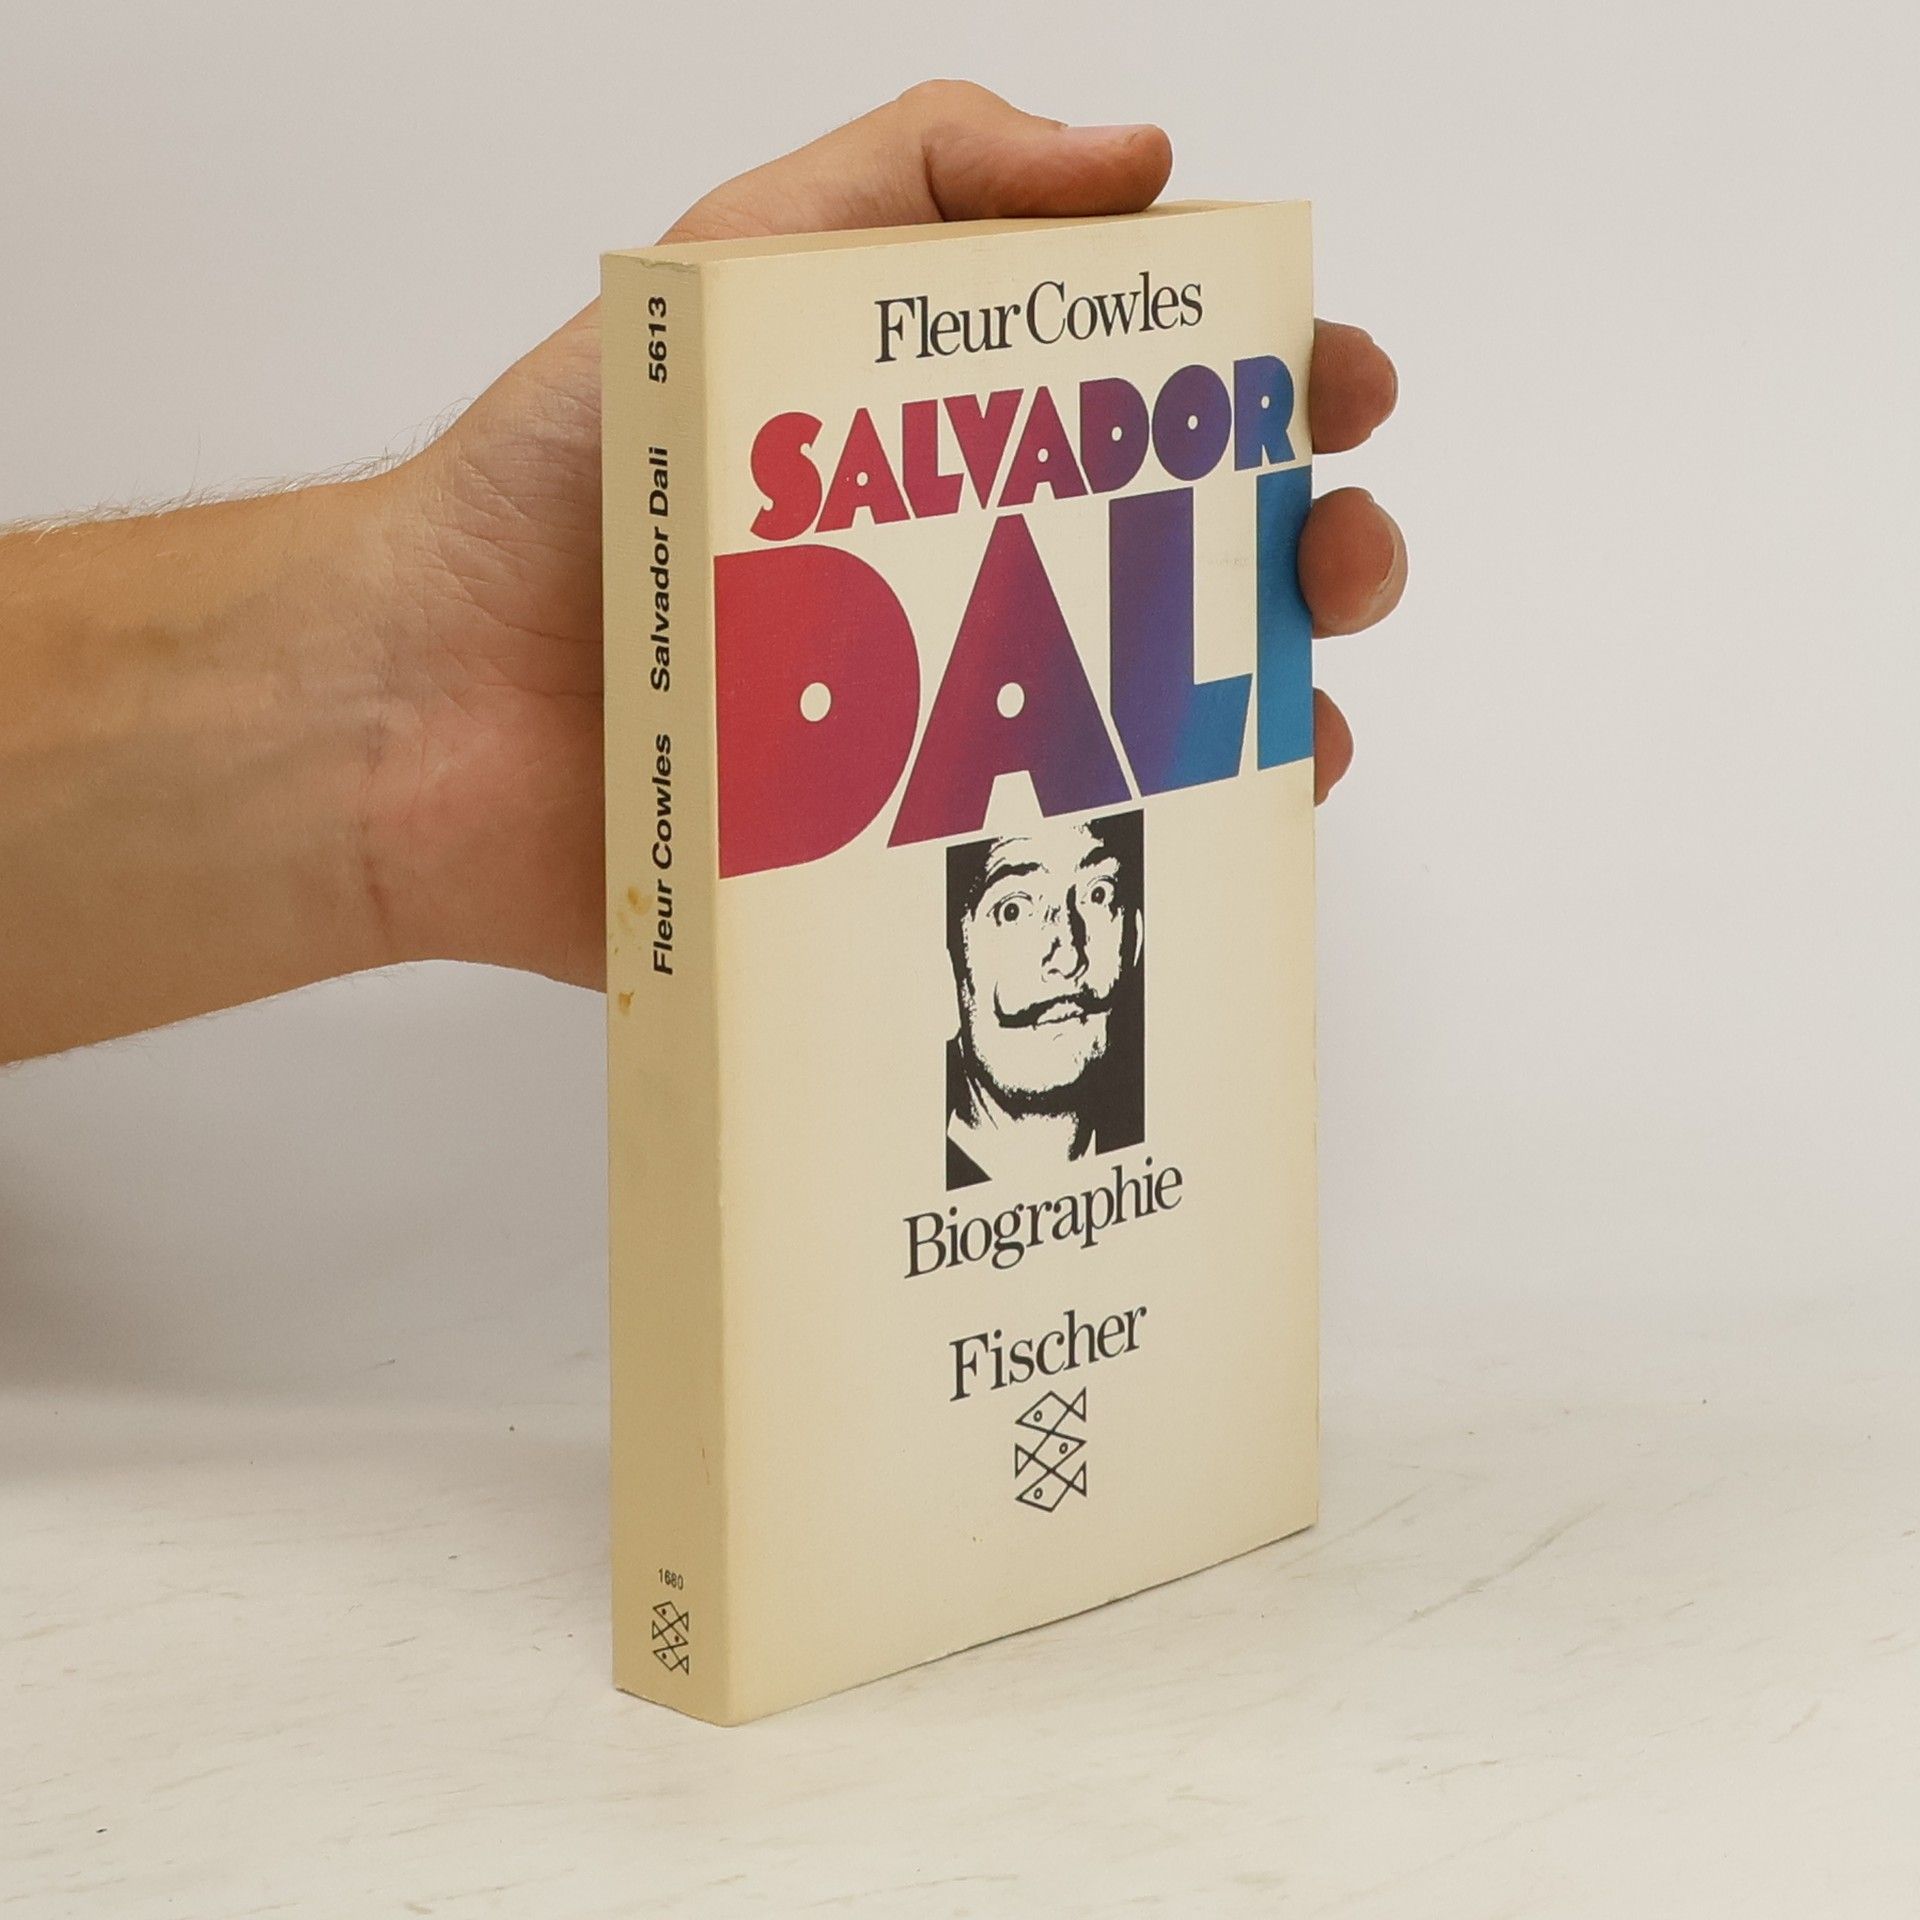 Fleur Cowles
SALVADOR
DALI
Biographie
Fischer
Fleur Cowles Salvador Dali 5613
1680